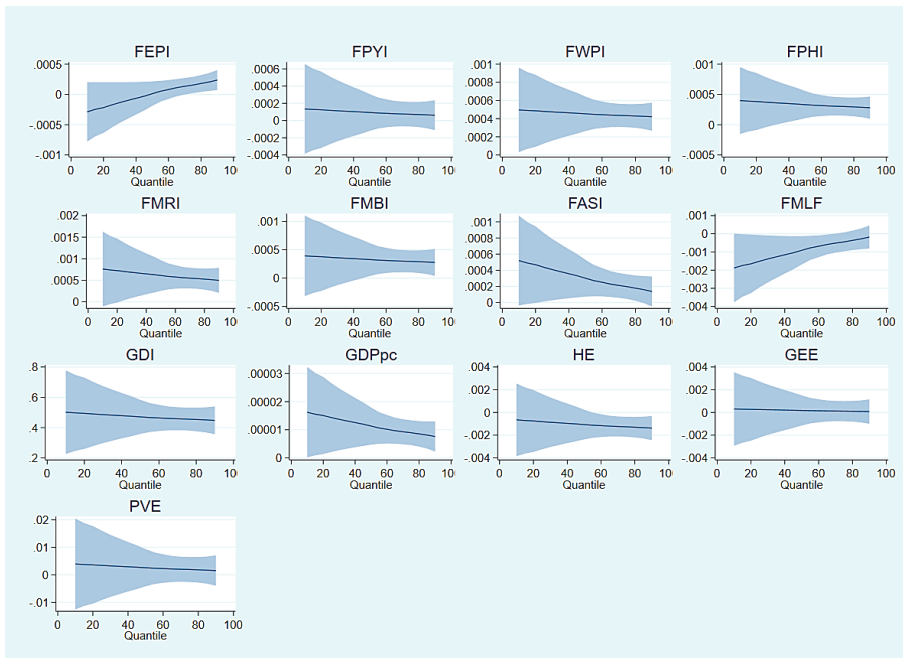 FEPI
.0005
0
-.0005
-.001
0 20 40 60 80 100
Quantile
FPYI
.0006
.0004
.0002
0
-.0002
-.0004
0 20 40 60 80 10
Quantile
FWPI
.001
.0008
.0006
.0004
.0002
0
0 20 40 60 80 10
Quantile
FPHI
.001
.0005
0
-.0005
0 20 40 60 80 100
Quantile
FMRI
.002
.0015
.001
.0005
0
0 20 40 60 80 100
Quantile
FMBI
.001
.0005
0
-.0005
0 20 40 60 80 10
Quantile
FASI
.001
.0008
.0006
.0004
.0002
0
0 20 40 60 80 10
Quantile
FMLF
.001
0
-.001
-.002
-.003
-.004
0 20 40 60 80 100
Quantile
GDI
.8
.6
.4
.2
0 20 40 60 80 100
Quantile
GDPpc
.00003
.00002
.00001
0
0 20 40 60 80 10
Quantile
HE
.004
.002
0
-.002
-.004
0 20 40 60 80 10
Quantile
GEE
.004
.002
0
-.002
-.004
0 20 40 60 80 100
Quantile
PVE
.02
.01
0
-.01
0 20 40 60 80 100
Quantile